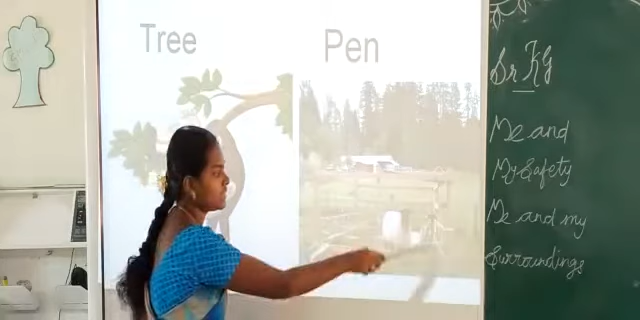 Tree
Pen
Sr KG
Me and
My Safety
Me and my
Surroundings